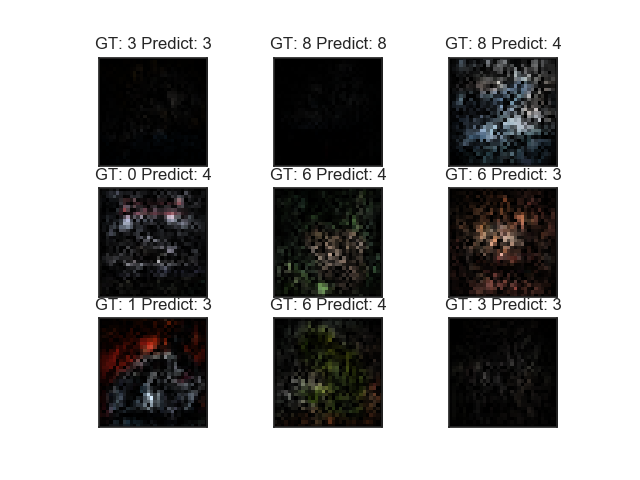 GT: 3 Predict: 3
GT: 8 Predict: 8
GT: 8 Predict: 4
GT: 0 Predict: 4
GT: 6 Predict: 4
GT: 6 Predict: 3
GT: 1 Predict: 3
GT: 6 Predict: 4
GT: 3 Predict: 3